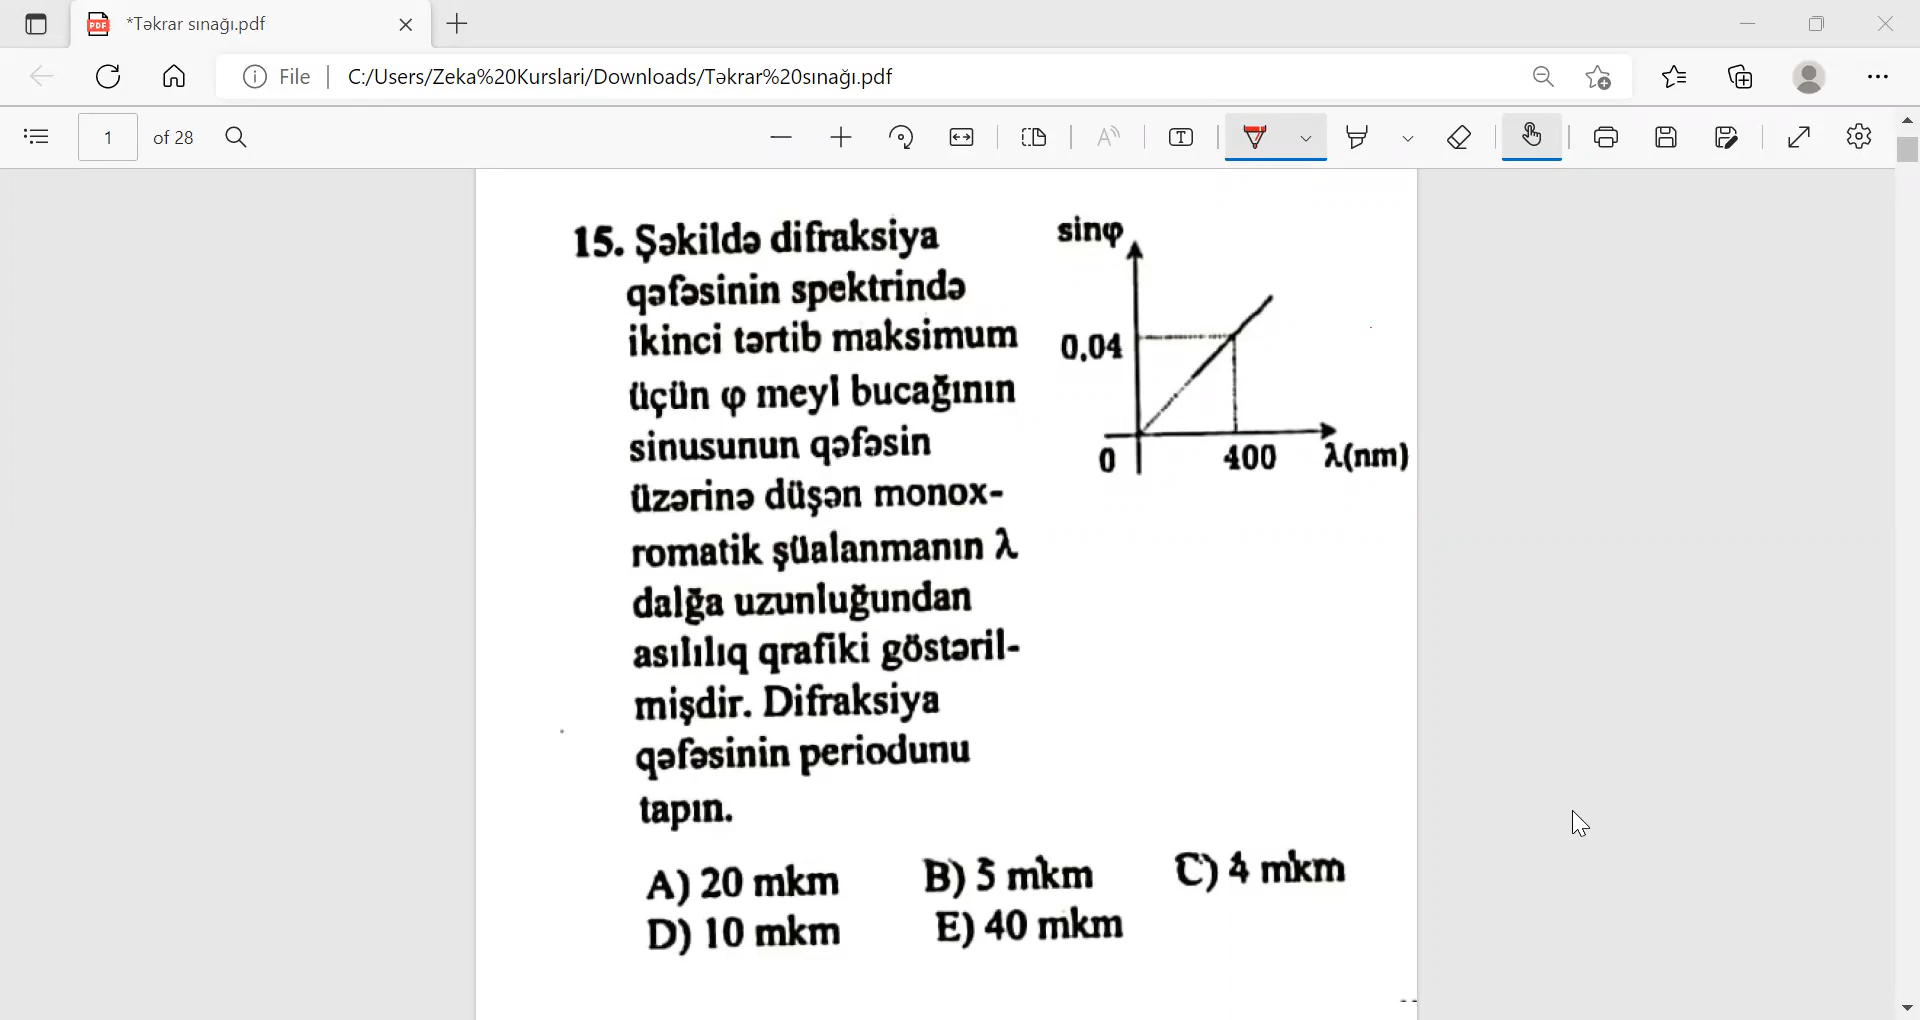 *Təkrar sınağı.pdf
File
C:/Users/Zeka%20Kurslari/Downloads/Təkrar%20sınağı.pdf
1 of 28
15. Şəkildə difraksiya
qəfəsinin spektrində
ikinci tərtib maksimum
üçün φ meyl bucağının
sinusunun qəfəsin
üzərinə düşən monox-
romatik şüalanmanın λ
dalğa uzunluğundan
asılılıq qrafiki göstəril-
mişdir. Difraksiya
qəfəsinin periodunu
tapın.
sinφ
0.04
0 400 λ(nm)
A) 20 mkm B) 5 mkm C) 4 mkm
D) 10 mkm E) 40 mkm